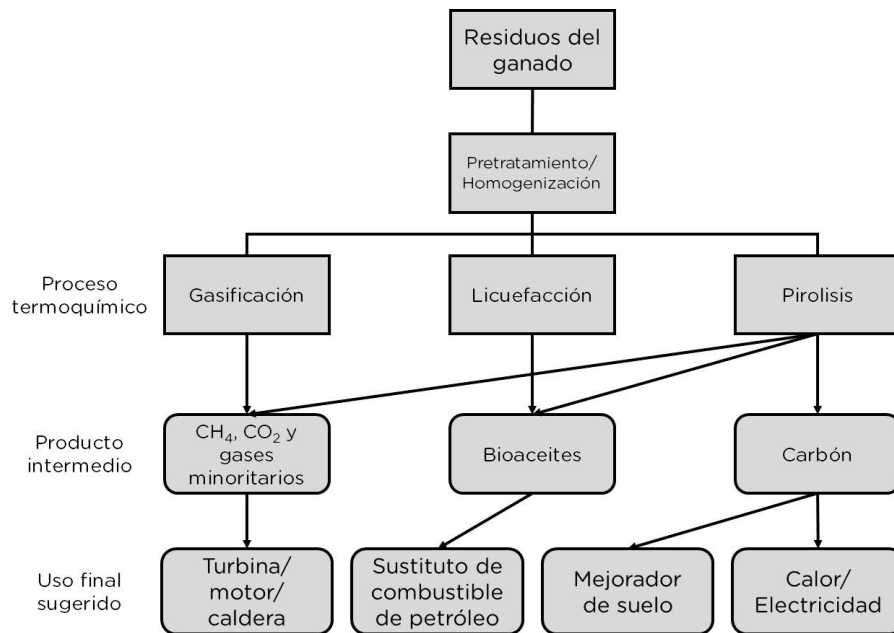 Residuos del
ganado
Pretratamiento/
Homogenización
Proceso
termoquímico
Gasificación
Licuefacción
Pirolisis
Producto
intermedio
CH₄, CO₂ y
gases
minoritarios
Bioaceites
Carbón
Uso final
sugerido
Turbina/
motor/
caldera
Sustituto de
combustible
de petróleo
Mejorador
de suelo
Calor/
Electricidad